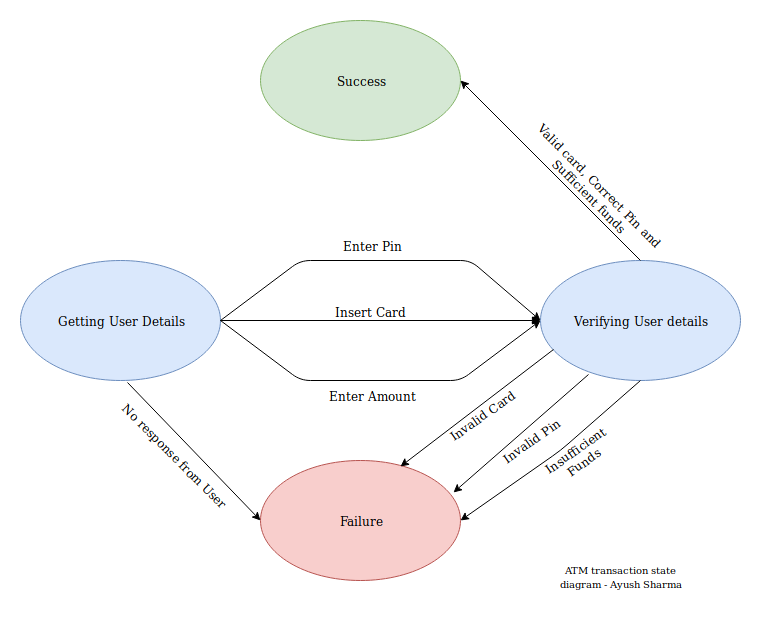 Success
Valid card, Correct Pin and
Sufficient funds
Enter Pin
Getting User Details
Insert Card
Verifying User details
Enter Amount
No response from User
Invalid Card
Invalid Pin
Insufficient
Funds
Failure
ATM transaction state
diagram - Ayush Sharma